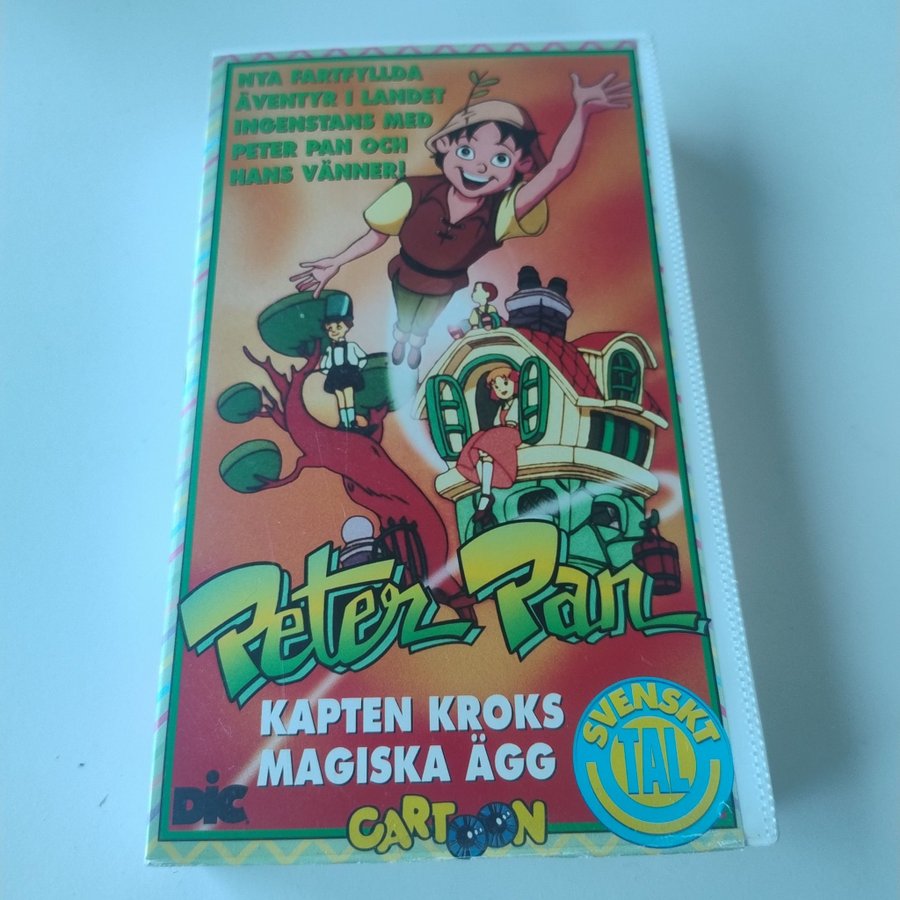 NYA FARTFYLLDA
ÄVENTYR I LANDET
INGENSTANS MED
PETER PAN OCH
HANS VÄNNER!
Peter Pan
KAPTEN KROKS
MAGISKA ÄGG
SVENSKT
TAL
DiC
CARTOON